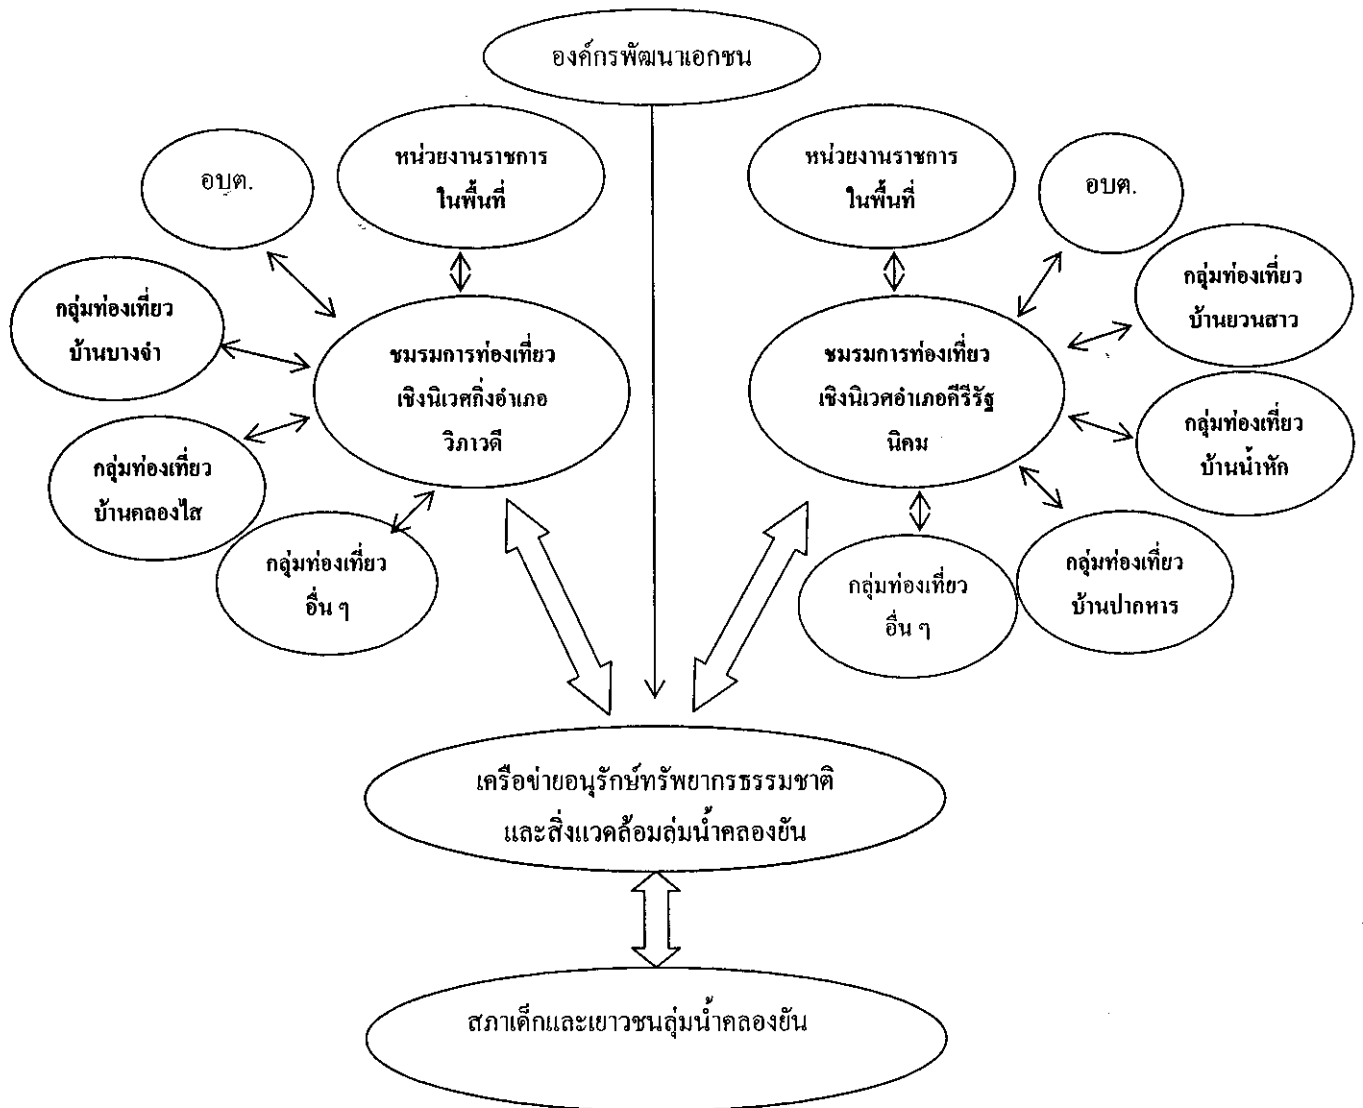 องค์กรพัฒนาเอกชน
อบต.
หน่วยงานราชการ
ในพื้นที่
หน่วยงานราชการ
ในพื้นที่
อบต.
กลุ่มท่องเที่ยว
บ้านบางจำ
ชมรมการท่องเที่ยว
เชิงนิเวศกิ่งอำเภอ
วิภาวดี
กลุ่มท่องเที่ยว
บ้านคลองไส
กลุ่มท่องเที่ยว
อื่น ๆ
ชมรมการท่องเที่ยว
เชิงนิเวศอำเภอคีรีรัฐ
นิคม
กลุ่มท่องเที่ยว
บ้านยวนสาว
กลุ่มท่องเที่ยว
บ้านน้ำหัก
กลุ่มท่องเที่ยว
บ้านปากหาร
กลุ่มท่องเที่ยว
อื่น ๆ
เครือข่ายอนุรักษ์ทรัพยากรธรรมชาติ
และสิ่งแวดล้อมลุ่มน้ำคลองยัน
สภาเด็กและเยาวชนลุ่มน้ำคลองยัน